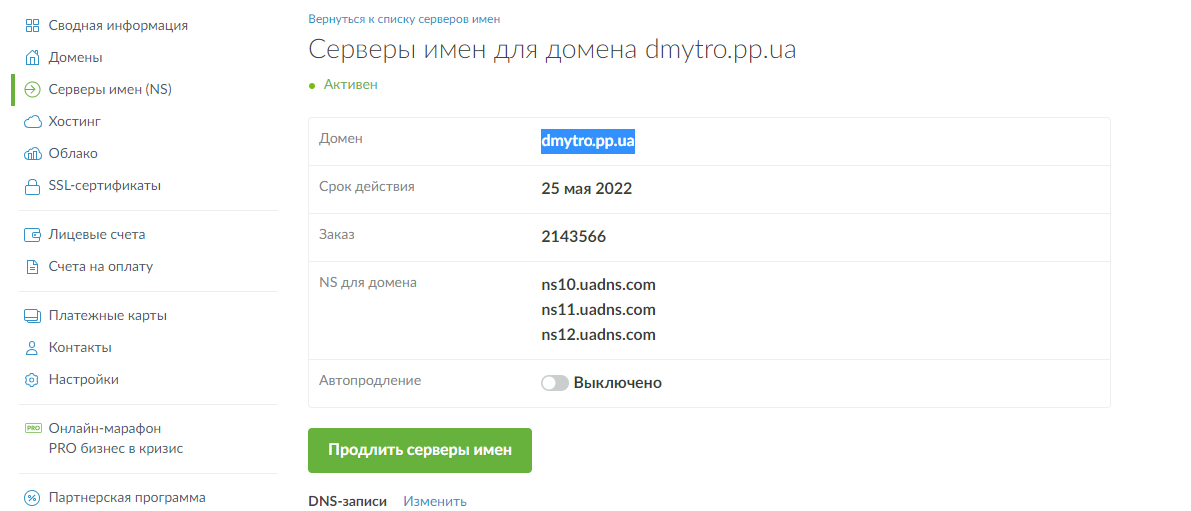 Сводная информация
Домены
Серверы имен (NS)
Хостинг
Облако
SSL-сертификаты
Лицевые счета
Счета на оплату
Платежные карты
Контакты
Настройки
PRO Онлайн-марафон
PRO бизнес в кризис
Партнерская программа
Вернуться к списку серверов имен
Серверы имен для домена dmytro.pp.ua
Активен
Домен dmytro.pp.ua
Срок действия 25 мая 2022
Заказ 2143566
NS для домена ns10.uadns.com
ns11.uadns.com
ns12.uadns.com
Автопродление Выключено
Продлить серверы имен
DNS-записи Изменить